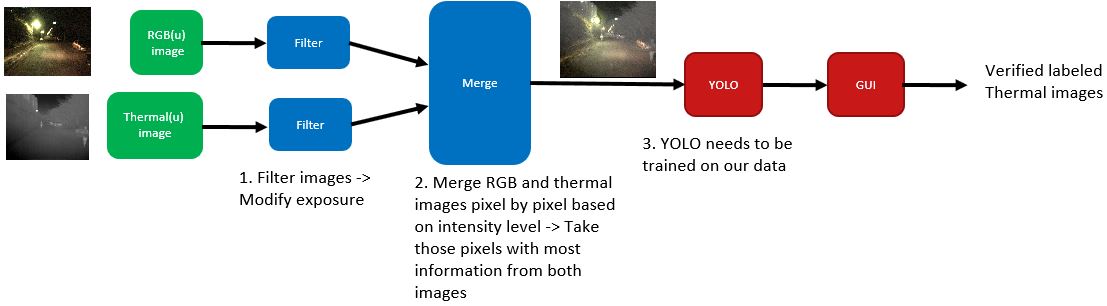 RGB(u)
image
Filter
Thermal(u)
image
Filter
Merge
YOLO
GUI
Verified labeled
Thermal images
1. Filter images ->
Modify exposure
2. Merge RGB and thermal
images pixel by pixel based
on intensity level -> Take
those pixels with most
information from both
images
3. YOLO needs to be
trained on our data